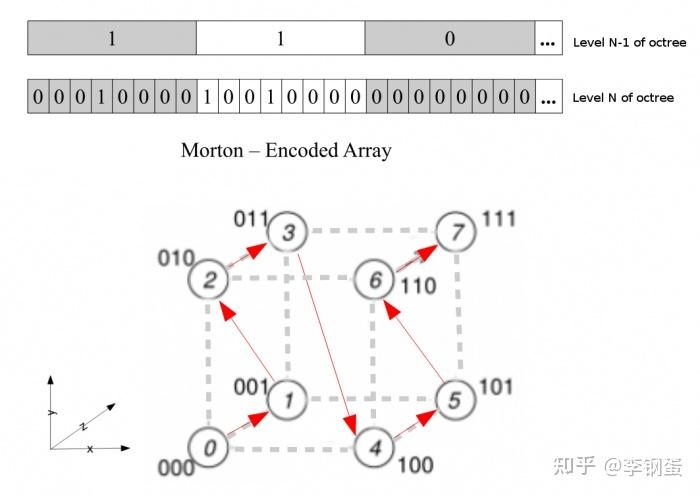 1 1 0 ... Level N-1 of octree
0 0 0 1 0 0 0 0 1 0 0 1 0 0 0 0 0 0 0 0 0 0 0 0 ... Level N of octree
Morton – Encoded Array
011 3 7 111
010 2 6 110
y z x
001 1 5 101
000 0 4 100
知乎 @李钢蛋